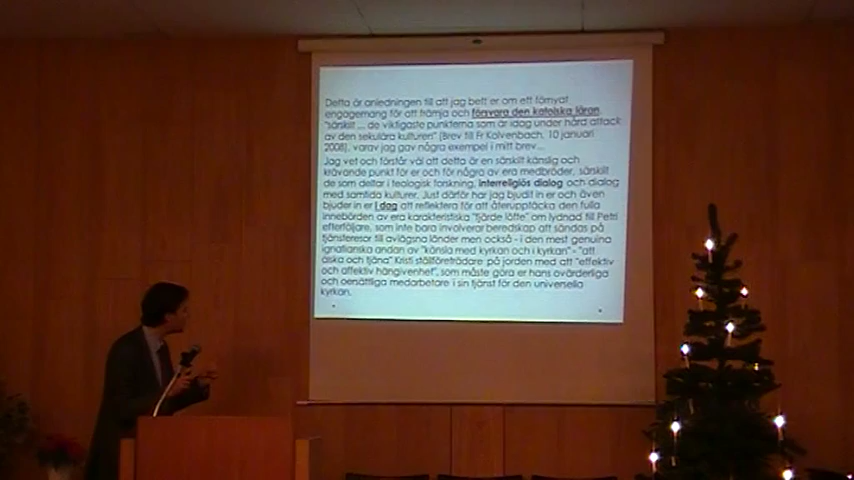 Detta är anledningen till att jag bett er om ett förnyat
engagemang för att främja och försvara den katolska läran
"särskilt ... de viktigaste punkterna som är idag under hård attack
av den sekulära kulturen" (Brev till Fr Kolvenbach, 10 januari
2008), varav jag gav några exempel i mitt brev...
Jag vet och förstår väl att detta är en särskilt känslig och
krävande punkt för er och för några av era medbröder, särskilt
de som deltar i teologisk forskning, interreligiös dialog och dialog
med samtida kulturer. Just därför har jag bjudit in er och även
bjuder in er i dag att reflektera för att återupptäcka den fulla
innebörden av era karakteristiska "fjärde löfte" om lydnad till Petri
efterföljare, som inte bara involverar beredskap att sändas på
tjänsteresor till avlägsna länder men också - i den mest genuina
ignatianska andan av "känsla med kyrkan och i kyrkan" - "att
älska och tjäna" Kristi ställföreträdare på jorden med att "effektiv
och affektiv hängivenhet", som måste göra er hans ovärderliga
och oersättliga medarbetare i sin tjänst för den universella
kyrkan.